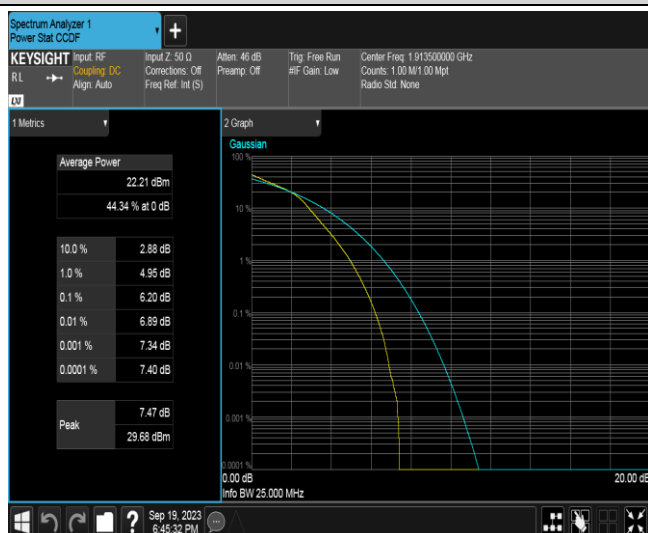 Spectrum Analyzer 1
Power Stat CCDF
+
KEYSIGHT
RL
LXI
Input: RF
Coupling: DC
Align: Auto
Input Z: 50 Ω
Corrections: Off
Freq Ref: Int (S)
Atten: 46 dB
Preamp: Off
Trig: Free Run
#IF Gain: Low
Center Freq: 1.913500000 GHz
Counts: 1.00 M/1.00 Mpt
Radio Std: None
1 Metrics
Average Power
22.21 dBm
44.34 % at 0 dB
10.0 % 2.88 dB
1.0 % 4.95 dB
0.1 % 6.20 dB
0.01 % 6.89 dB
0.001 % 7.34 dB
0.0001 % 7.40 dB
Peak
7.47 dB
29.68 dBm
2 Graph
Gaussian
100 %
10 %
1 %
0.1 %
0.01 %
0.001 %
0.0001 %
0.00 dB 20.00 dB
Info BW 25.000 MHz
?
Sep 19, 2023
6:45:32 PM